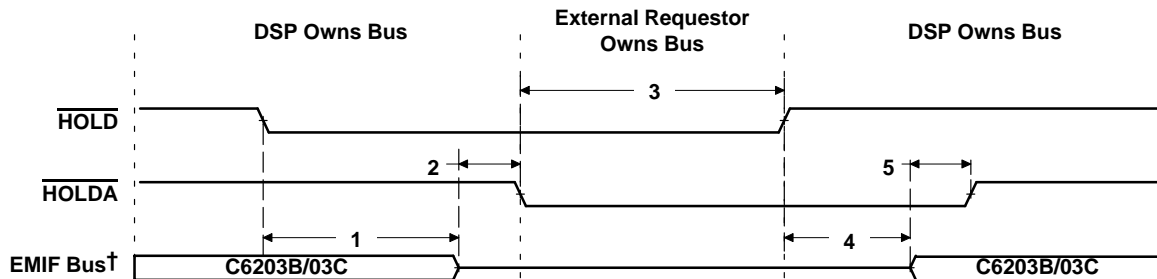 DSP Owns Bus
External Requestor
Owns Bus
DSP Owns Bus
3
HOLD
2
5
HOLDA
1
4
EMIF Bus†
C6203B/03C
C6203B/03C